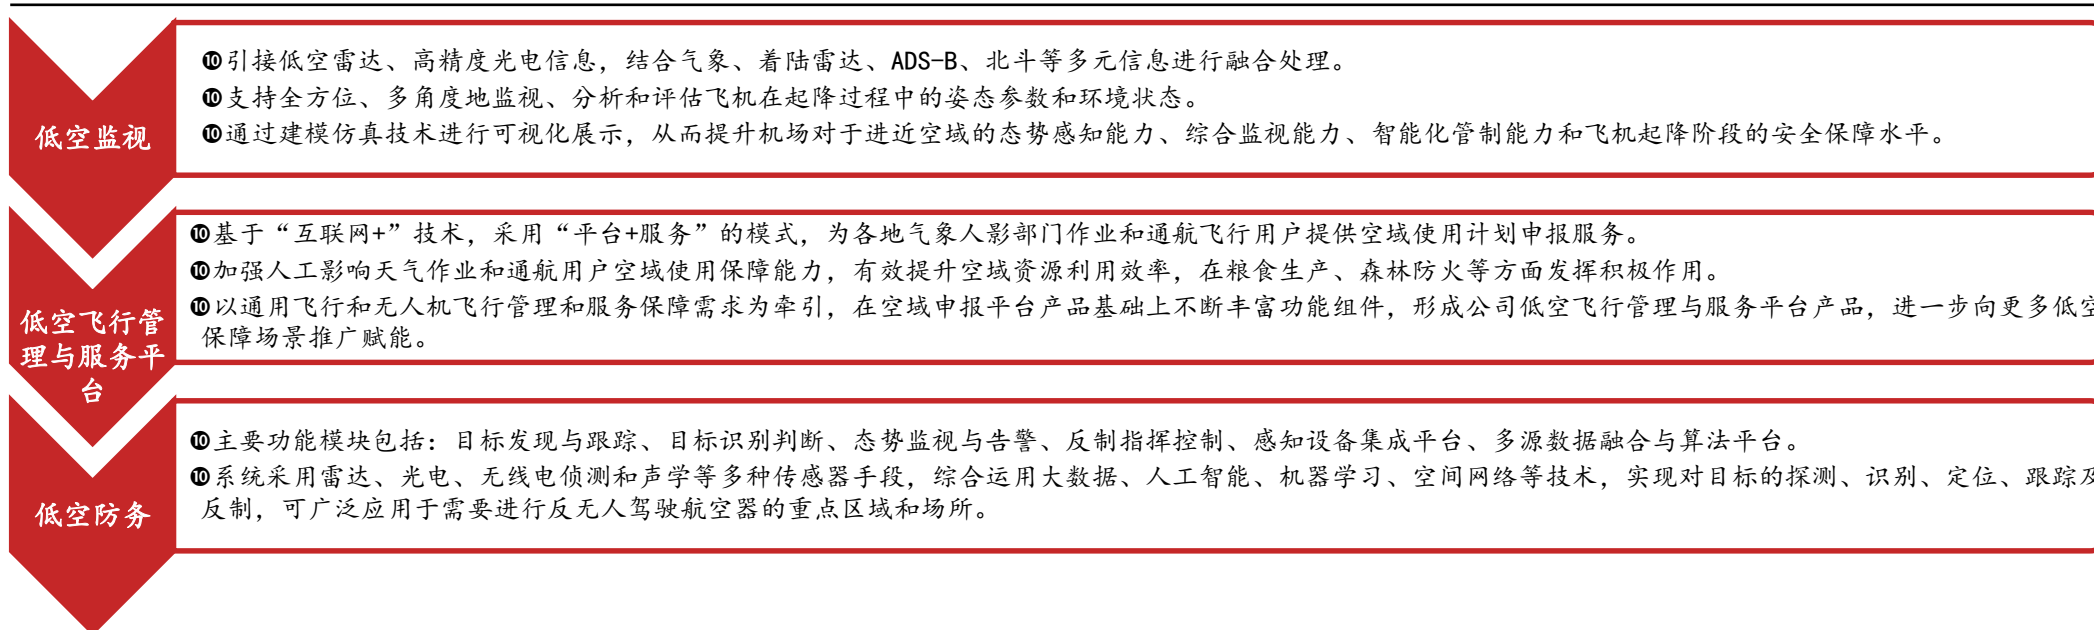 低空监视
❿引接低空雷达、高精度光电信息，结合气象、着陆雷达、ADS-B、北斗等多元信息进行融合处理。
❿支持全方位、多角度地监视、分析和评估飞机在起降过程中的姿态参数和环境状态。
❿通过建模仿真技术进行可视化展示，从而提升机场对于进近空域的态势感知能力、综合监视能力、智能化管制能力和飞机起降阶段的安全保障水平。
低空飞行管
理与服务平
台
❿基于“互联网+”技术，采用“平台+服务”的模式，为各地气象人影部门作业和通航飞行用户提供空域使用计划申报服务。
❿加强人工影响天气作业和通航用户空域使用保障能力，有效提升空域资源利用效率，在粮食生产、森林防火等方面发挥积极作用。
❿以通用飞行和无人机飞行管理和服务保障需求为牵引，在空域申报平台产品基础上不断丰富功能组件，形成公司低空飞行管理与服务平台产品，进一步向更多低空
保障场景推广赋能。
低空防务
❿主要功能模块包括：目标发现与跟踪、目标识别判断、态势监视与告警、反制指挥控制、感知设备集成平台、多源数据融合与算法平台。
❿系统采用雷达、光电、无线电侦测和声学等多种传感器手段，综合运用大数据、人工智能、机器学习、空间网络等技术，实现对目标的探测、识别、定位、跟踪及
反制，可广泛应用于需要进行反无人驾驶航空器的重点区域和场所。